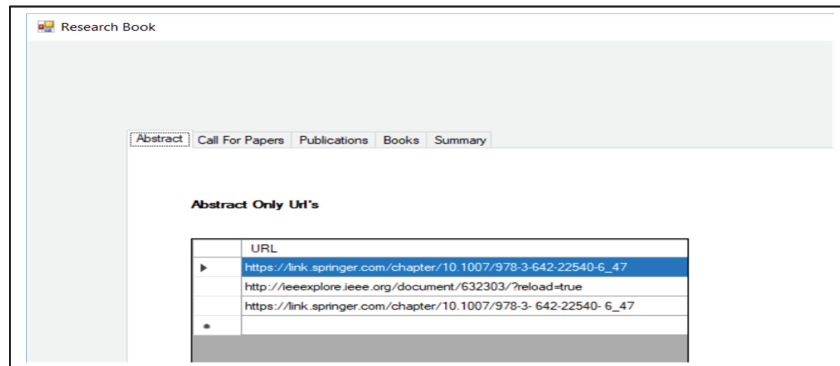 Research Book
Abstract Call For Papers Publications Books Summary
Abstract Only Url's
URL
https://link.springer.com/chapter/10.1007/978-3-642-22540-6_47
http://ieeexplore.ieee.org/document/632303/?reload=true
https://link.springer.com/chapter/10.1007/978-3- 642-22540- 6_47